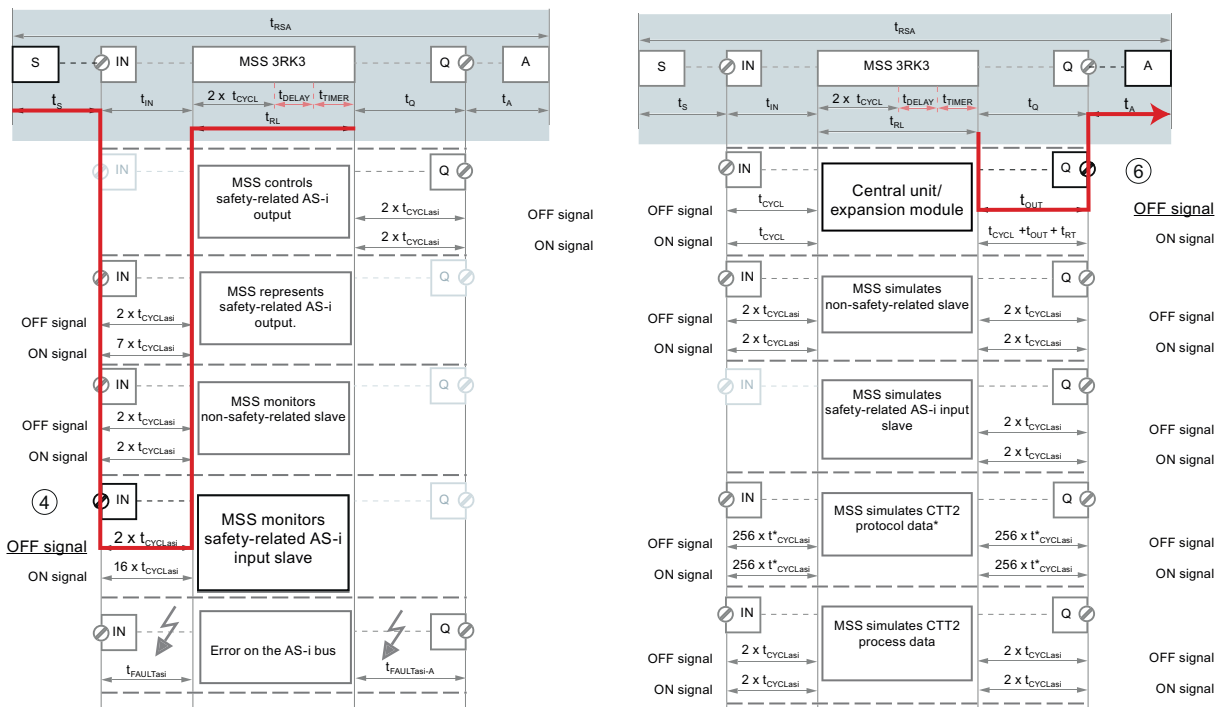 tRSA
S IN MSS 3RK3 Q A
tS tIN 2 x tCYCL tDELAY tTIMER tQ tA
tRL
IN MSS controls safety-related AS-i output Q
MSS controls
safety-related AS-i
output
2 x tCYCLasi
OFF signal
2 x tCYCLasi
ON signal
IN Q
MSS represents
safety-related AS-i
output.
OFF signal 2 x tCYCLasi
ON signal 7 x tCYCLasi
IN Q
MSS monitors
non-safety-related slave
OFF signal 2 x tCYCLasi
ON signal 2 x tCYCLasi
4 IN Q
MSS monitors
safety-related AS-i
input slave
OFF signal 2 x tCYCLasi
ON signal 16 x tCYCLasi
IN Q
Error on the AS-i bus
tFAULTasi tFAULTasi-A
tRSA
S IN MSS 3RK3 Q A
tS tIN 2 x tCYCL tDELAY tTIMER tQ tA
tRL
IN Q 6
Central unit/
expansion module
OFF signal tCYCL tOUT OFF signal
ON signal tCYCL tCYCL +tOUT + tRT ON signal
IN Q
MSS simulates
non-safety-related slave
OFF signal 2 x tCYCLasi 2 x tCYCLasi OFF signal
ON signal 2 x tCYCLasi 2 x tCYCLasi ON signal
IN Q
MSS simulates
safety-related AS-i input
slave
2 x tCYCLasi OFF signal
2 x tCYCLasi ON signal
IN Q
MSS simulates CTT2
protocol data*
OFF signal 256 x t*CYCLasi 256 x t*CYCLasi OFF signal
ON signal 256 x t*CYCLasi 256 x t*CYCLasi ON signal
IN Q
MSS simulates CTT2
process data
OFF signal 2 x tCYCLasi 2 x tCYCLasi OFF signal
ON signal 2 x tCYCLasi 2 x tCYCLasi ON signal